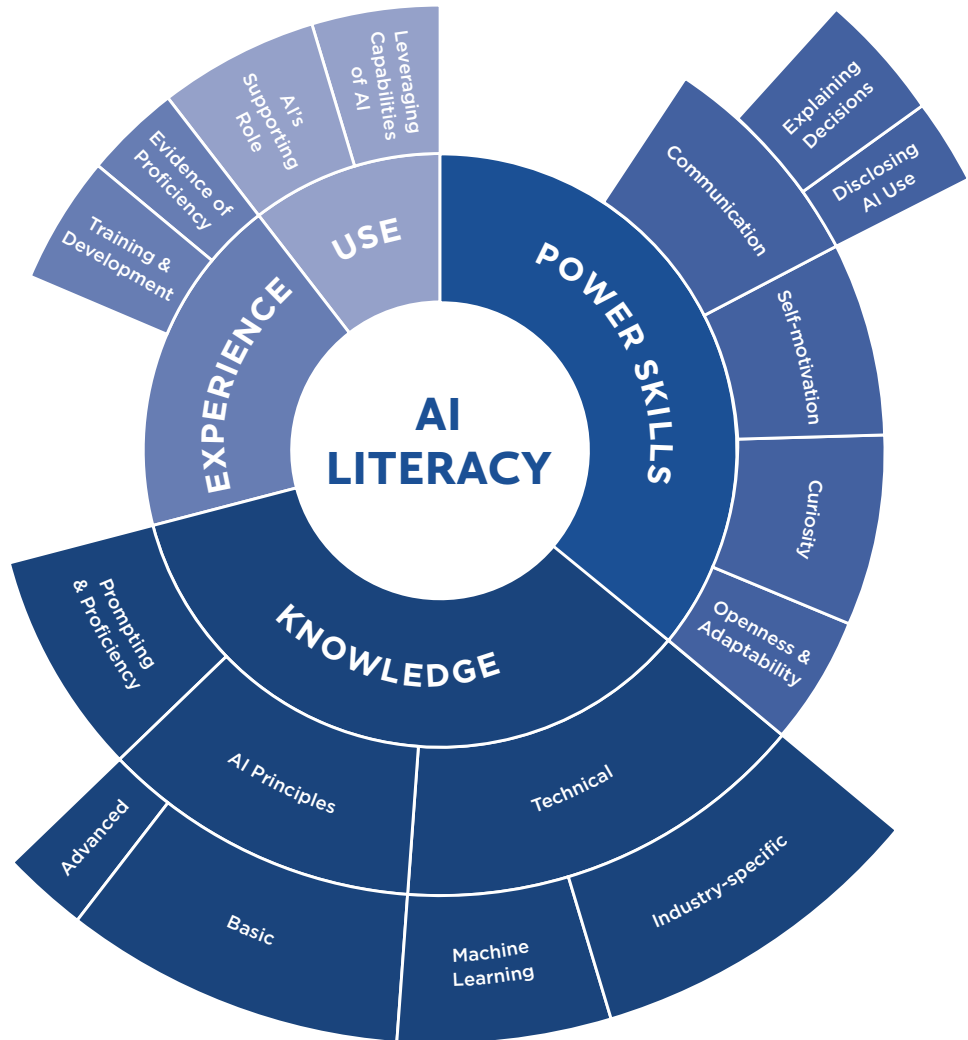 AI
LITERACY
POWER SKILLS
Communication
Explaining
Decisions
Disclosing
AI Use
Self-motivation
Curiosity
Openness &
Adaptability
KNOWLEDGE
Technical
Industry-specific
Machine
Learning
AI Principles
Basic
Advanced
Prompting
& Proficiency
EXPERIENCE
Training &
Development
Evidence of
Proficiency
USE
AI's
Supporting
Role
Leveraging
Capabilities
of AI